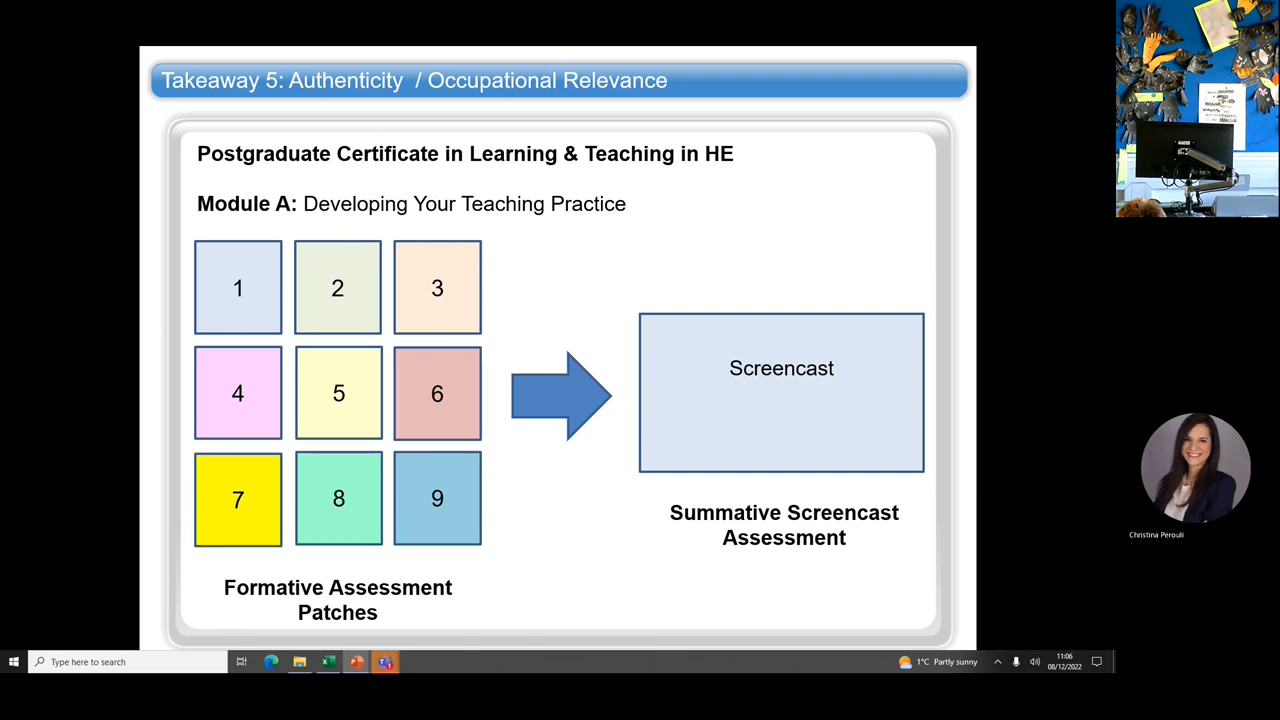 Takeaway 5: Authenticity / Occupational Relevance
Postgraduate Certificate in Learning & Teaching in HE
Module A: Developing Your Teaching Practice
1 2 3
4 5 6
7 8 9
Screencast
Summative Screencast
Assessment
Formative Assessment
Patches
Christina Perouli
Type here to search
1°C Partly sunny
11:06
08/12/2022